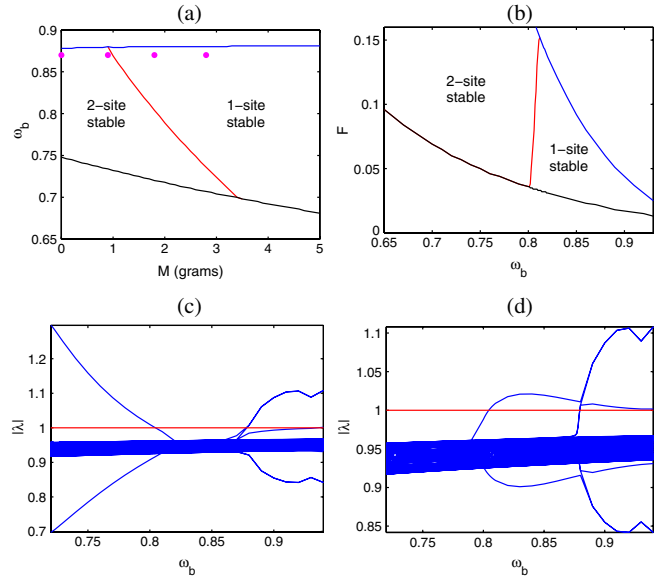 (a)
0.9
0.85
0.8
0.75
0.7
0.65
ω_b
2−site
stable
1−site
stable
0
1
2
3
4
5
M (grams)
(b)
0.15
0.1
0.05
0
F
2−site
stable
1−site
stable
0.65
0.7
0.75
0.8
0.85
0.9
ω_b
(c)
1.2
1.1
1
0.9
0.8
0.7
|λ|
0.75
0.8
0.85
0.9
ω_b
(d)
1.1
1.05
1
0.95
0.9
0.85
|λ|
0.75
0.8
0.85
0.9
ω_b